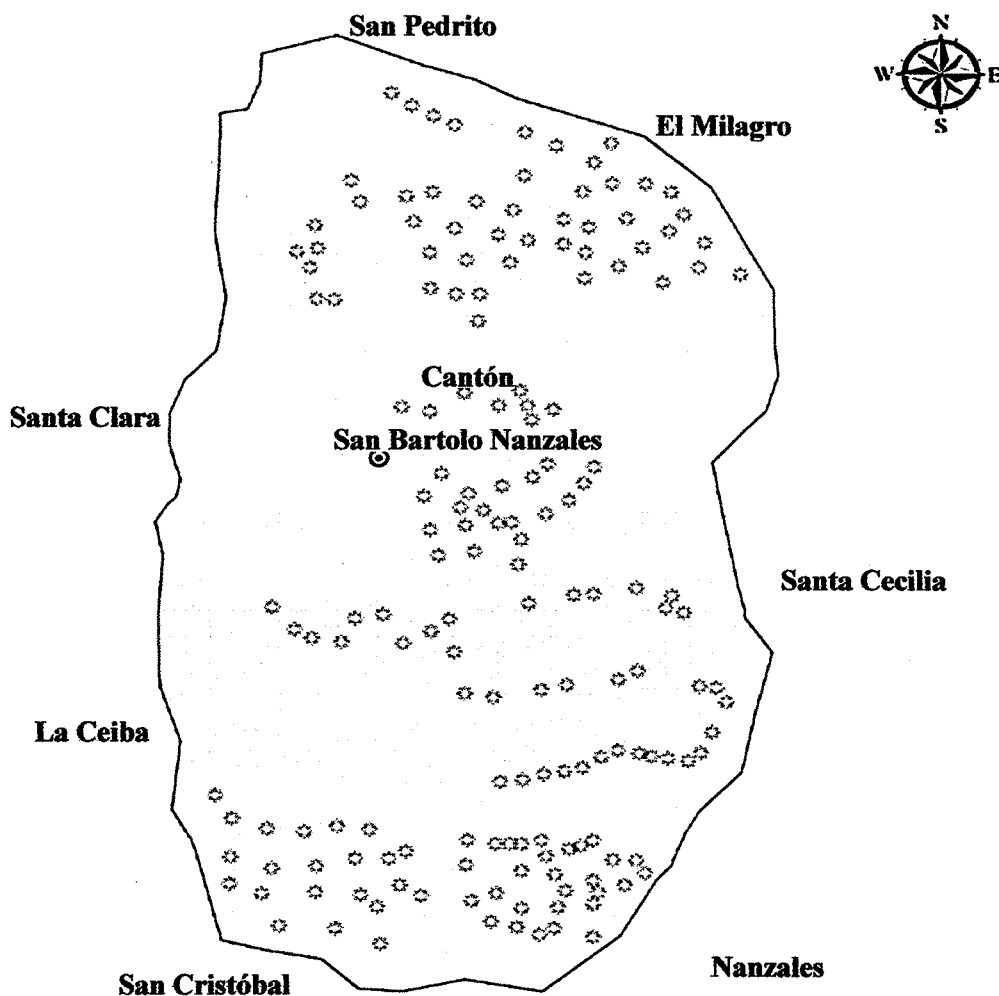 San Pedrito
N
W E
S
El Milagro
Cantón
Santa Clara
San Bartolo Nanzales
Santa Cecilia
La Ceiba
Nanzales
San Cristóbal